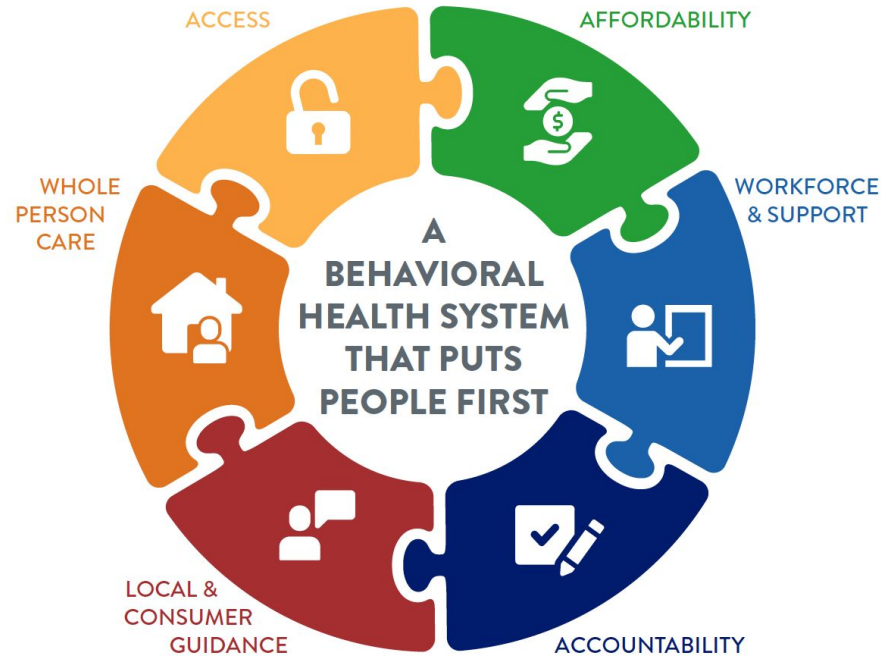 ACCESS
AFFORDABILITY
WHOLE
PERSON
CARE
WORKFORCE
& SUPPORT
$
A
BEHAVIORAL
HEALTH SYSTEM
THAT PUTS
PEOPLE FIRST
LOCAL &
CONSUMER
GUIDANCE
ACCOUNTABILITY